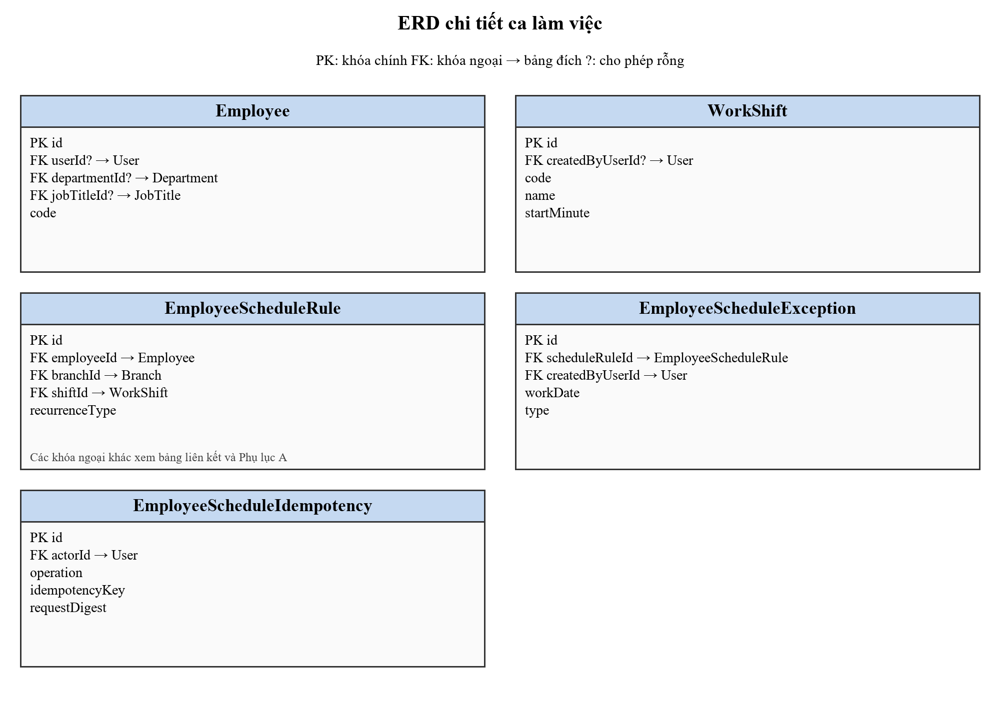 ERD chi tiết ca làm việc
PK: khóa chính FK: khóa ngoại → bảng đích ?: cho phép rỗng
Employee
PK id
FK userId? → User
FK departmentId? → Department
FK jobTitleId? → JobTitle
code
WorkShift
PK id
FK createdByUserId? → User
code
name
startMinute
EmployeeScheduleRule
PK id
FK employeeId → Employee
FK branchId → Branch
FK shiftId → WorkShift
recurrenceType
Các khóa ngoại khác xem bảng liên kết và Phụ lục A
EmployeeScheduleException
PK id
FK scheduleRuleId → EmployeeScheduleRule
FK createdByUserId → User
workDate
type
EmployeeScheduleIdempotency
PK id
FK actorId → User
operation
idempotencyKey
requestDigest